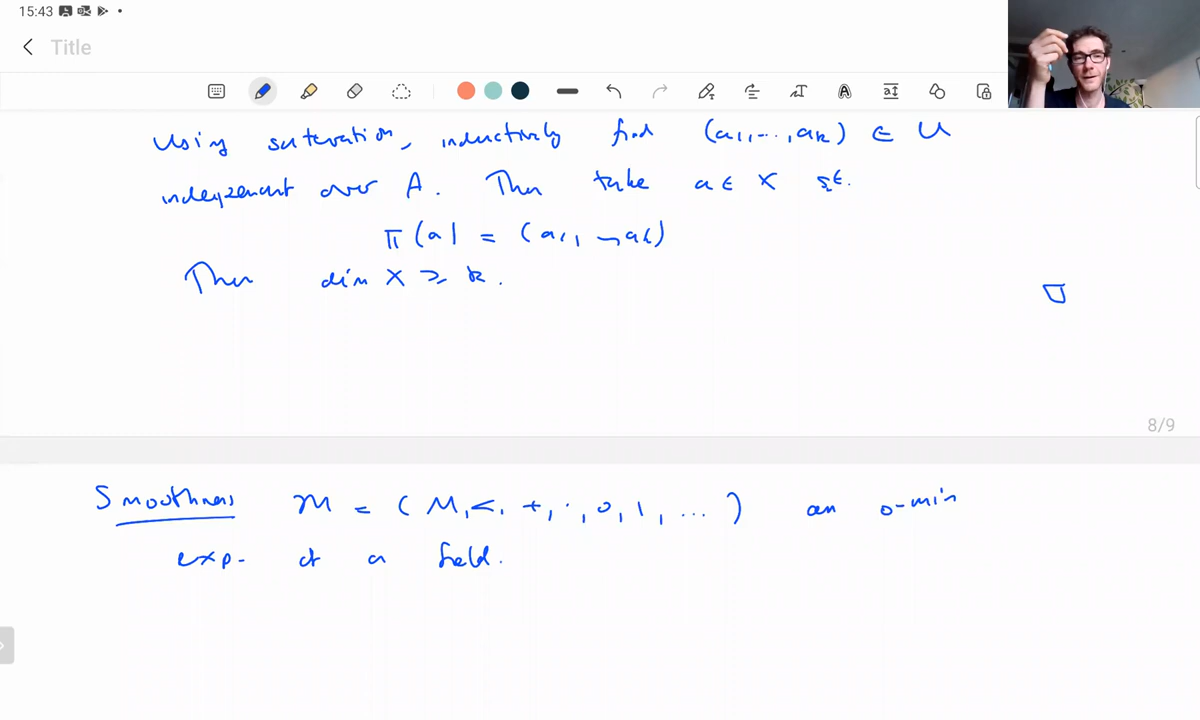 15:43
Title
Using saturation, inductively find (a₁,...,aₖ) ∈ U
independent over A. Then take a ∈ X s.t.
π(a) = (a₁, ..., aₖ)
Then dim X ≥ k.
8/9
Smoothness M = (M, <, +, ·, 0, 1, ...) an o-min
exp. of a field.